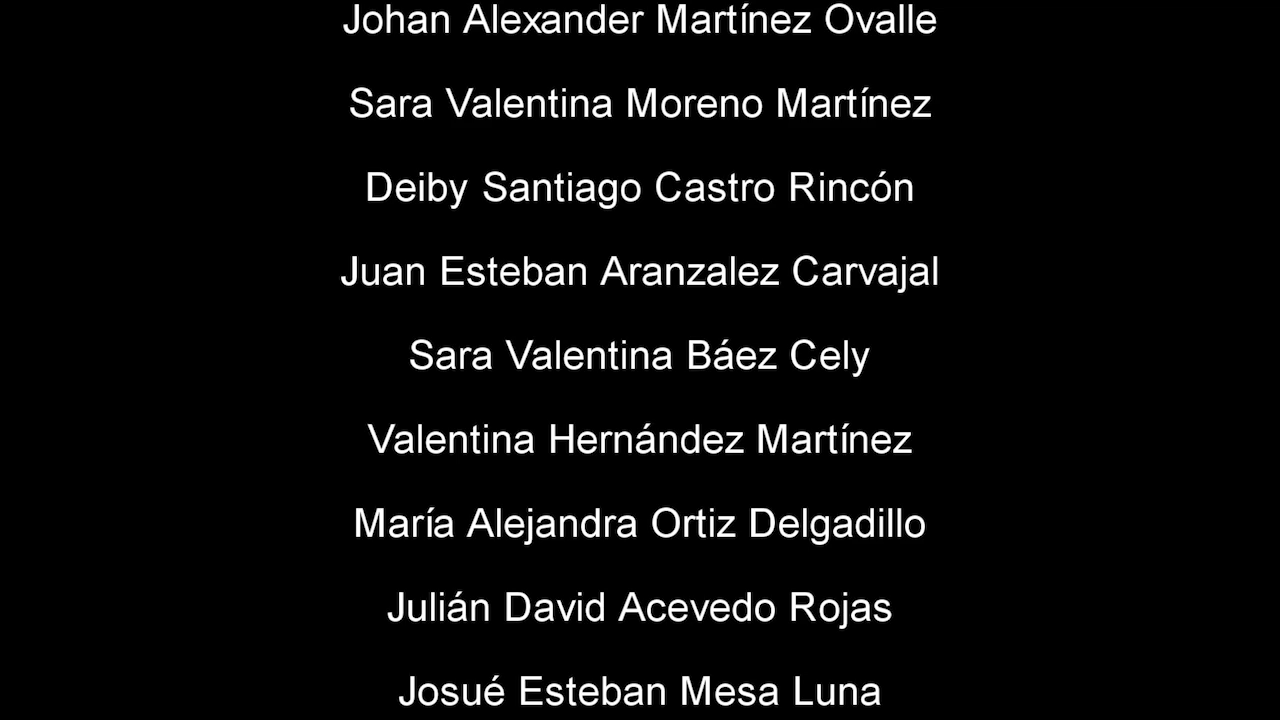 Johan Alexander Martínez Ovalle
Sara Valentina Moreno Martínez
Deiby Santiago Castro Rincón
Juan Esteban Aranzalez Carvajal
Sara Valentina Báez Cely
Valentina Hernández Martínez
María Alejandra Ortiz Delgadillo
Julián David Acevedo Rojas
Josué Esteban Mesa Luna